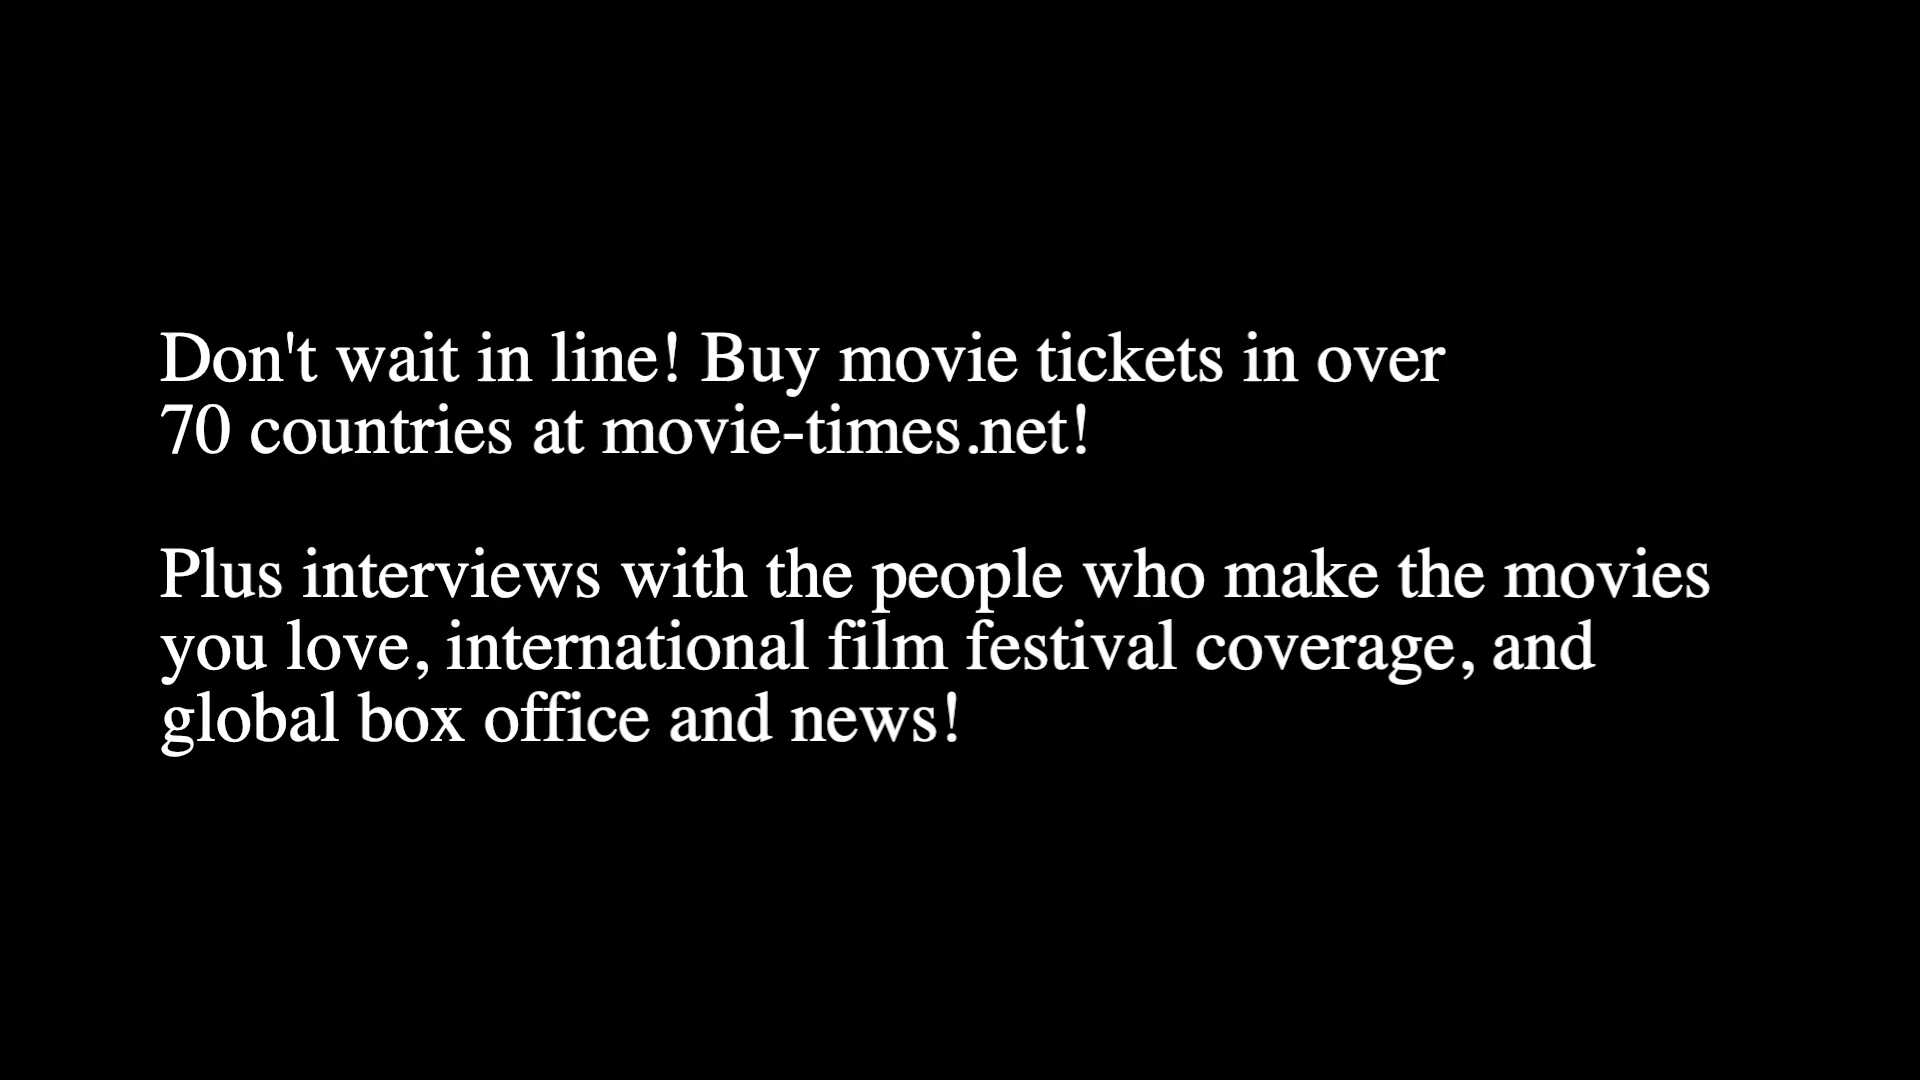 Don't wait in line! Buy movie tickets in over
70 countries at movie-times.net!
Plus interviews with the people who make the movies
you love, international film festival coverage, and
global box office and news!